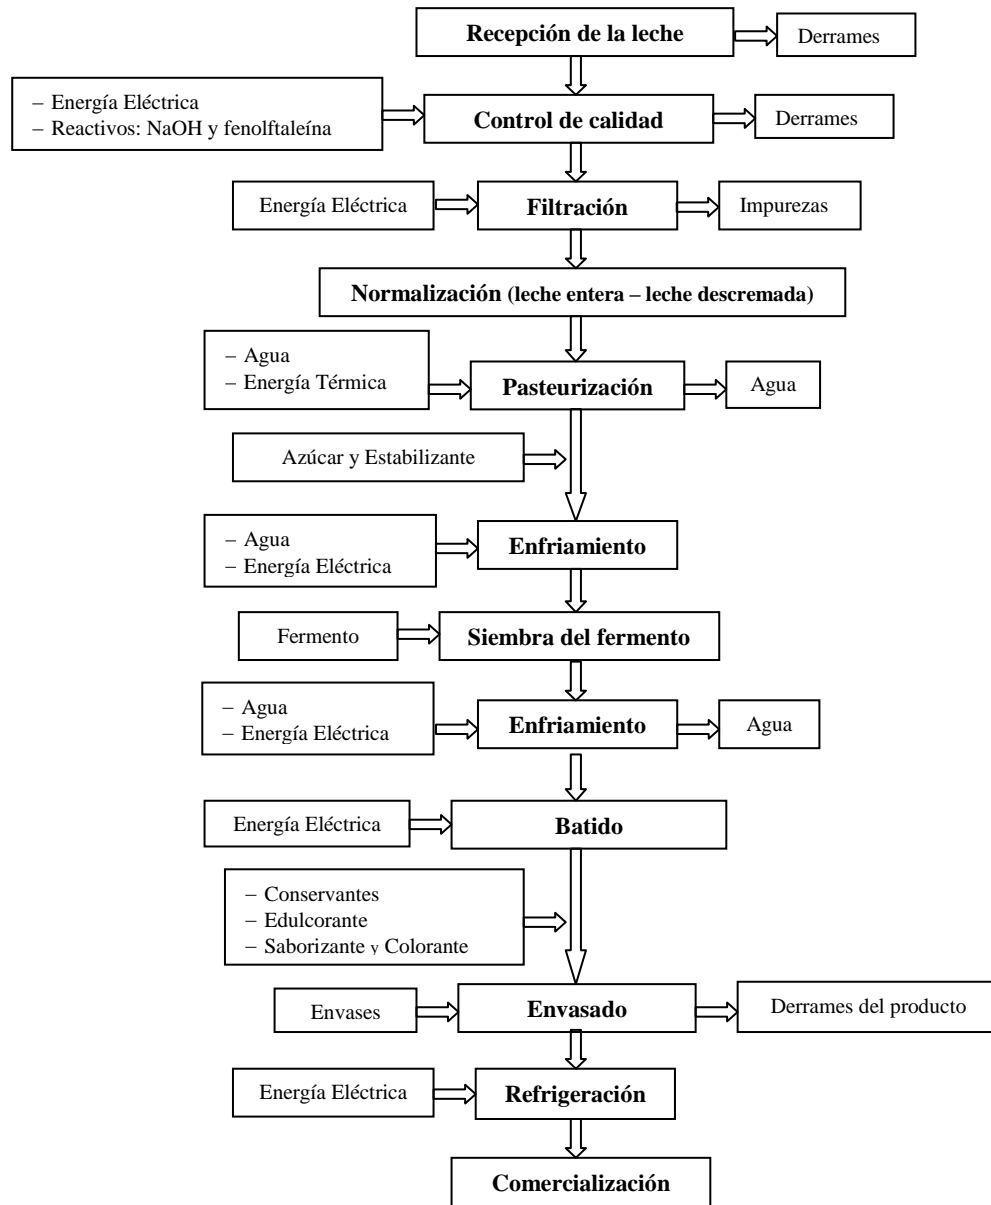 Recepción de la leche
Derrames
– Energía Eléctrica
– Reactivos: NaOH y fenolftaleína
Control de calidad
Derrames
Energía Eléctrica
Filtración
Impurezas
Normalización (leche entera – leche descremada)
– Agua
– Energía Térmica
Pasteurización
Agua
Azúcar y Estabilizante
– Agua
– Energía Eléctrica
Enfriamiento
Fermento
Siembra del fermento
– Agua
– Energía Eléctrica
Enfriamiento
Agua
Energía Eléctrica
Batido
– Conservantes
– Edulcorante
– Saborizante y Colorante
Envases
Envasado
Derrames del producto
Energía Eléctrica
Refrigeración
Comercialización